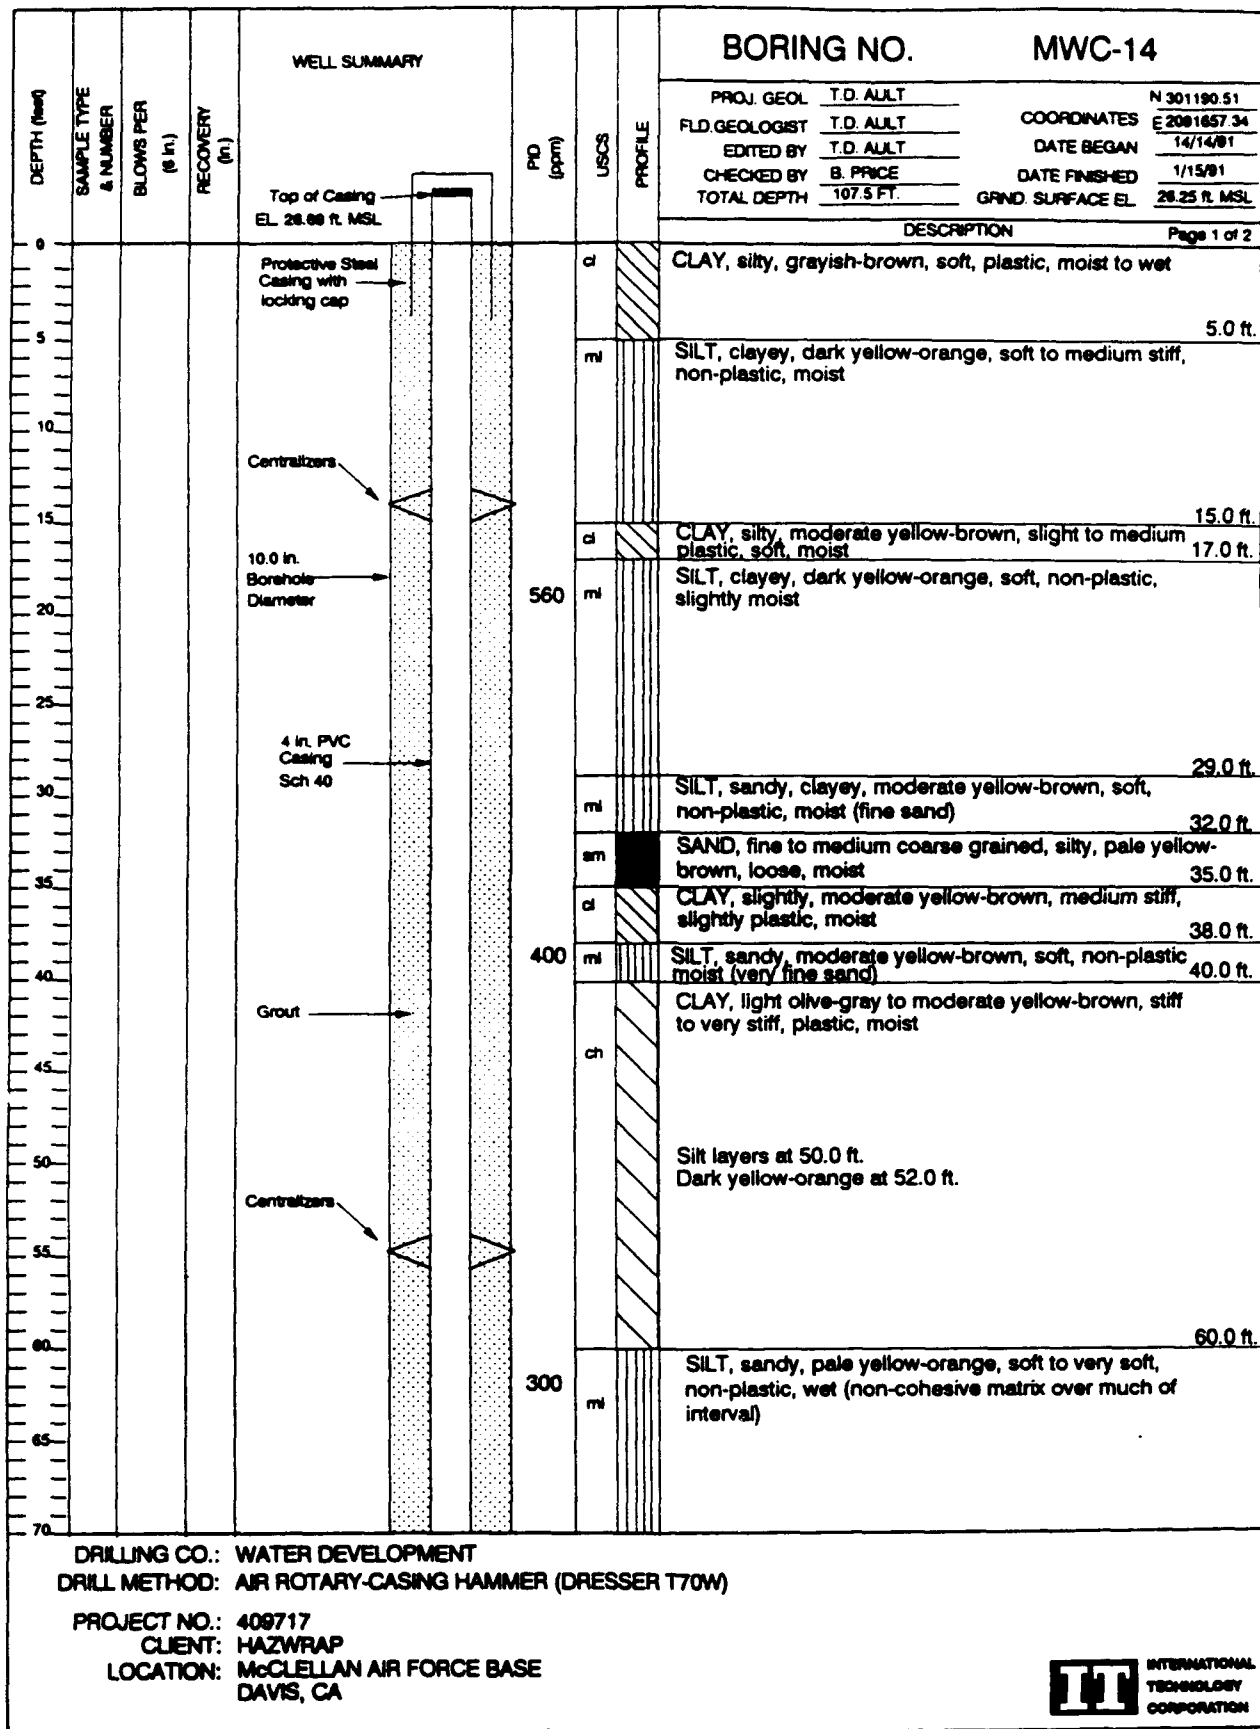 BORING NO. MWC-14
WELL SUMMARY
DEPTH (feet)
SAMPLE TYPE & NUMBER
BLOWS PER (6 in.)
RECOVERY (in.)
PID (ppm)
USCS
PROFILE
PROJ. GEOL T.D. AULT
FLD.GEOLOGIST T.D. AULT
EDITED BY T.D. AULT
CHECKED BY B. PRICE
TOTAL DEPTH 107.5 FT.
COORDINATES N 301190.51
E 2081657.34
DATE BEGAN 14/14/91
DATE FINISHED 1/15/91
GRND. SURFACE EL 26.25 ft. MSL
DESCRIPTION Page 1 of 2
Top of Casing
EL 28.69 ft. MSL
0
Protective Steel
Casing with
locking cap
cl CLAY, silty, grayish-brown, soft, plastic, moist to wet
5.0 ft.
5
ml SILT, clayey, dark yellow-orange, soft to medium stiff,
non-plastic, moist
10
Centralizers
15.0 ft.
15
cl CLAY, silty, moderate yellow-brown, slight to medium
plastic, soft, moist 17.0 ft.
10.0 in.
Borehole
Diameter
560 ml SILT, clayey, dark yellow-orange, soft, non-plastic,
slightly moist
20
25
4 in. PVC
Casing
Sch 40
29.0 ft.
30
ml SILT, sandy, clayey, moderate yellow-brown, soft,
non-plastic, moist (fine sand)
32.0 ft.
sm SAND, fine to medium coarse grained, silty, pale yellow-
brown, loose, moist 35.0 ft.
35
cl CLAY, slightly, moderate yellow-brown, medium stiff,
slightly plastic, moist
38.0 ft.
400 ml SILT, sandy, moderate yellow-brown, soft, non-plastic
moist (very fine sand) 40.0 ft.
40
Grout
ch CLAY, light olive-gray to moderate yellow-brown, stiff
to very stiff, plastic, moist
45
50
Silt layers at 50.0 ft.
Dark yellow-orange at 52.0 ft.
Centralizers
55
60.0 ft.
60
300 ml SILT, sandy, pale yellow-orange, soft to very soft,
non-plastic, wet (non-cohesive matrix over much of
interval)
65
70
DRILLING CO.: WATER DEVELOPMENT
DRILL METHOD: AIR ROTARY-CASING HAMMER (DRESSER T70W)
PROJECT NO.: 409717
CLIENT: HAZWRAP
LOCATION: McCLELLAN AIR FORCE BASE
DAVIS, CA
IT INTERNATIONAL
TECHNOLOGY
CORPORATION